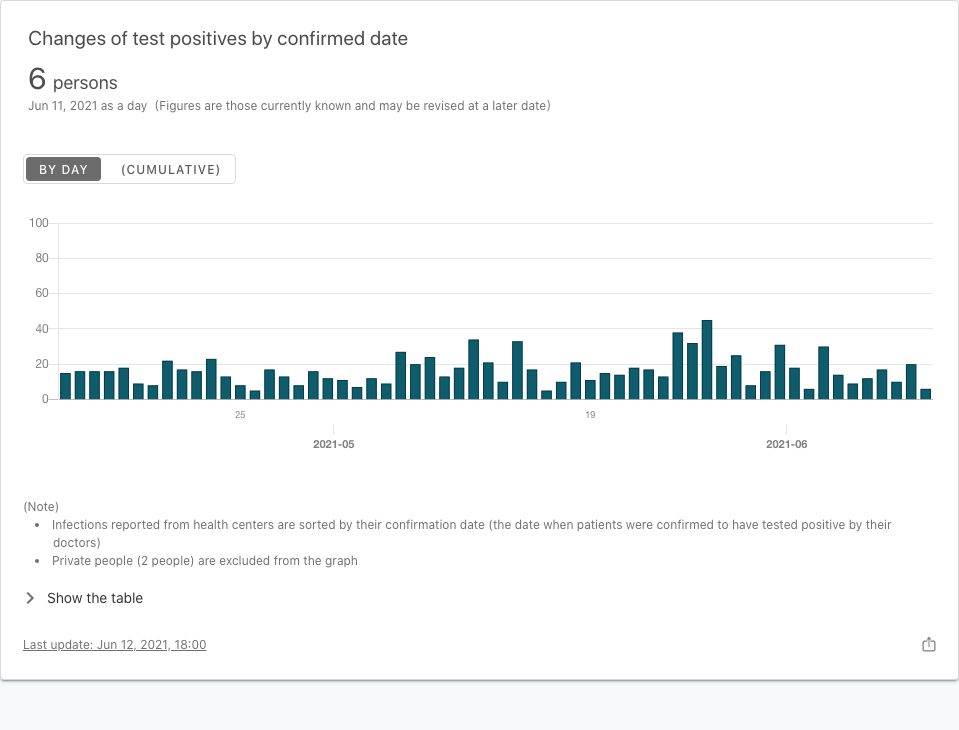 Changes of test positives by confirmed date
6 persons
Jun 11, 2021 as a day (Figures are those currently known and may be revised at a later date)
BY DAY (CUMULATIVE)
100
80
60
40
20
0
25 19
2021-05 2021-06
(Note)
• Infections reported from health centers are sorted by their confirmation date (the date when patients were confirmed to have tested positive by their
doctors)
• Private people (2 people) are excluded from the graph
Show the table
Last update: Jun 12, 2021, 18:00